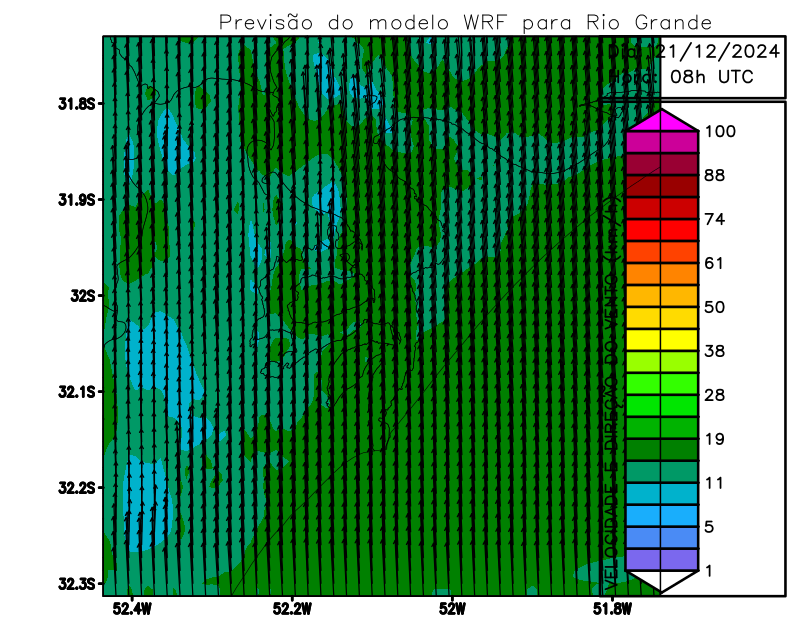 Previsão do modelo WRF para Rio Grande
Dia: 21/12/2024
Hora: 08h UTC
31.8S
31.9S
32S
32.1S
32.2S
32.3S
52.4W
52.2W
52W
51.8W
VELOCIDADE E DIREÇÃO DO VENTO (km/h)
100
88
74
61
50
38
28
19
11
5
1